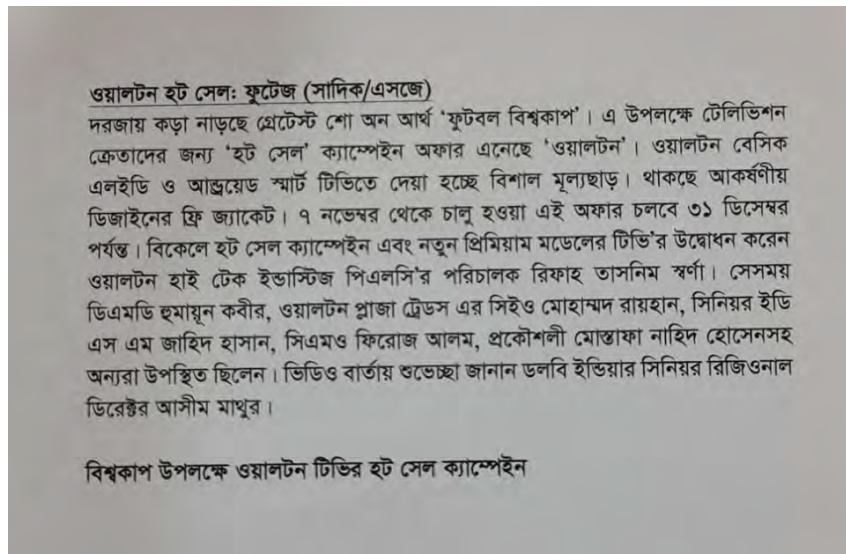 ওয়ালটন হট সেল: ফুটেজ (সাদিক/এসজে)
দরজায় কড়া নাড়ছে গ্রেটেস্ট শো অন আর্থ ‘ফুটবল বিশ্বকাপ’। এ উপলক্ষে টেলিভিশন
ক্রেতাদের জন্য ‘হট সেল’ ক্যাম্পেইন অফার এনেছে ‘ওয়ালটন’। ওয়ালটন বেসিক
এলইডি ও আন্ড্রয়েড স্মার্ট টিভিতে দেয়া হচ্ছে বিশাল মূল্যছাড়। থাকছে আকর্ষণীয়
ডিজাইনের ফ্রি জ্যাকেট। ৭ নভেম্বর থেকে চালু হওয়া এই অফার চলবে ৩১ ডিসেম্বর
পর্যন্ত। বিকেলে হট সেল ক্যাম্পেইন এবং নতুন প্রিমিয়াম মডেলের টিভি’র উদ্বোধন করেন
ওয়ালটন হাই টেক ইন্ডাস্টিজ পিএলসি’র পরিচালক রিফাহ তাসনিম স্বর্ণা। সেসময়
ডিএমডি হুমায়ূন কবীর, ওয়ালটন প্লাজা ট্রেডস এর সিইও মোহাম্মদ রায়হান, সিনিয়র ইডি
এস এম জাহিদ হাসান, সিএমও ফিরোজ আলম, প্রকৌশলী মোস্তাফা নাহিদ হোসেনসহ
অন্যরা উপস্থিত ছিলেন। ভিডিও বার্তায় শুভেচ্ছা জানান ডলবি ইন্ডিয়ার সিনিয়র রিজিওনাল
ডিরেক্টর আসীম মাথুর।
বিশ্বকাপ উপলক্ষে ওয়ালটন টিভির হট সেল ক্যাম্পেইন